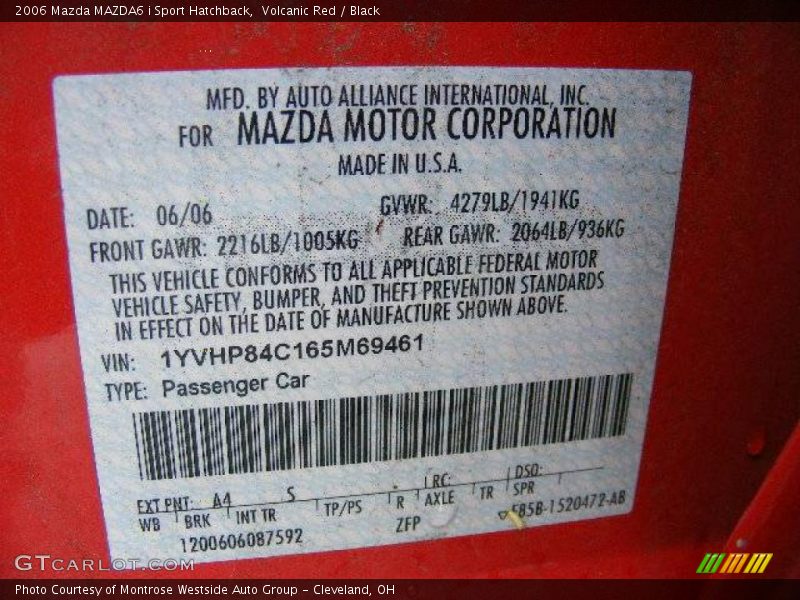 2006 Mazda MAZDA6 i Sport Hatchback, Volcanic Red / Black
MFD. BY AUTO ALLIANCE INTERNATIONAL, INC.
FOR MAZDA MOTOR CORPORATION
MADE IN U.S.A.
DATE: 06/06 GVWR: 4279LB/1941KG
FRONT GAWR: 2216LB/1005KG REAR GAWR: 2064LB/936KG
THIS VEHICLE CONFORMS TO ALL APPLICABLE FEDERAL MOTOR
VEHICLE SAFETY, BUMPER, AND THEFT PREVENTION STANDARDS
IN EFFECT ON THE DATE OF MANUFACTURE SHOWN ABOVE.
VIN: 1YVHP84C165M69461
TYPE: Passenger Car
EXT PNT: A4 S RC: DSO:
WB BRK INT TR TP/PS R AXLE TR SPR
1200606087592 ZFP F85B-1520472-AB
GTCARLOT.COM
Photo Courtesy of Montrose Westside Auto Group - Cleveland, OH